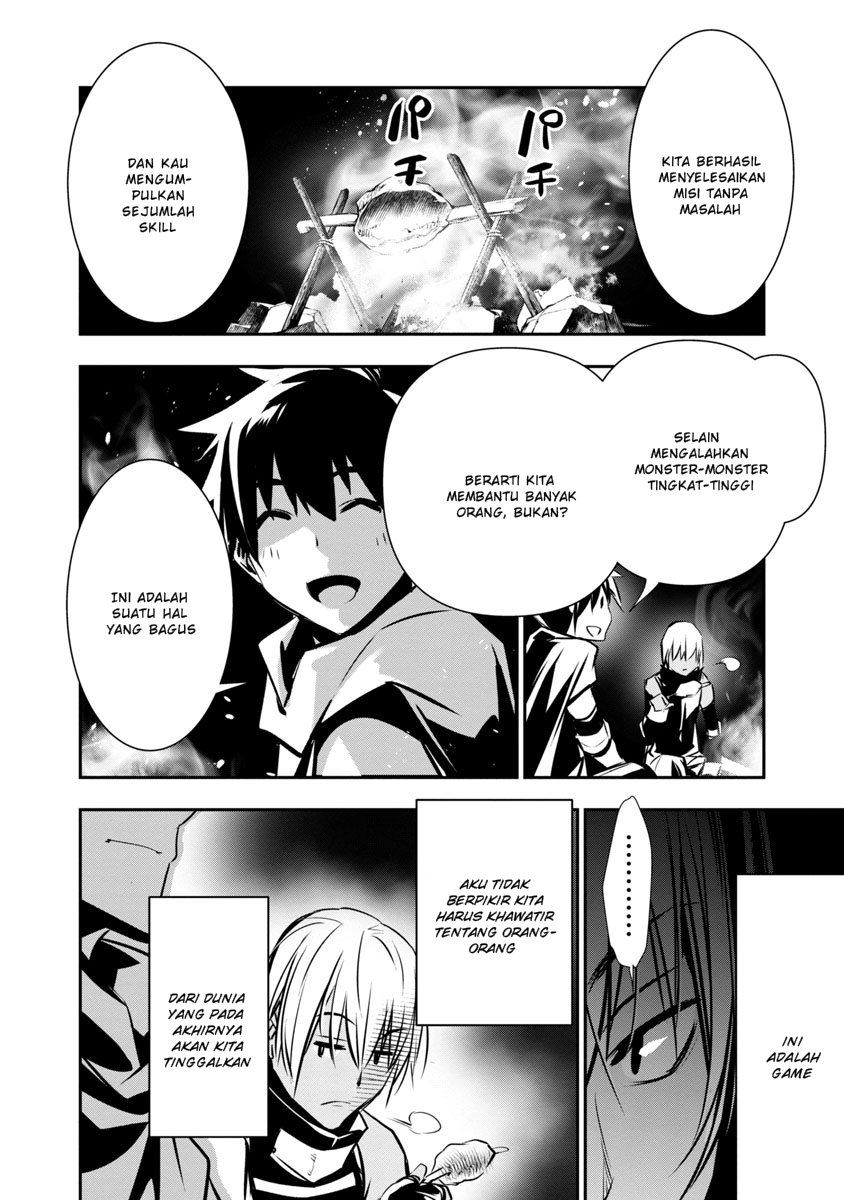 KITA BERHASIL
MENYELESAIKAN
MISI TANPA
MASALAH
パチ
パチ
DAN KAU
MENGUM-
PULKAN
SEJUMLAH
SKILL
SELAIN
MENGALAHKAN
MONSTER-MONSTER
TINGKAT-TINGGI
BERARTI KITA
MEMBANTU BANYAK
ORANG, BUKAN?
INI ADALAH
SUATU HAL
YANG BAGUS
.........
INI
ADALAH
GAME
AKU TIDAK
BERPIKIR KITA
HARUS KHAWATIR
TENTANG ORANG-
ORANG
DARI DUNIA
YANG PADA
AKHIRNYA
AKAN KITA
TINGGALKAN